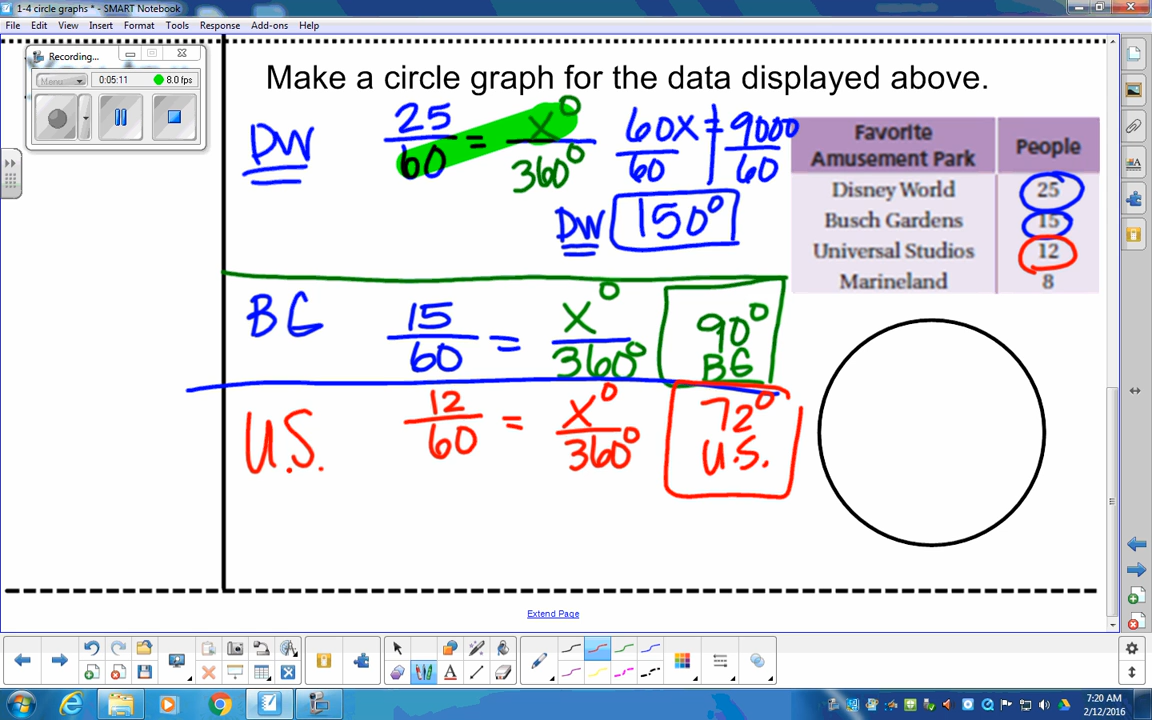 1-4 circle graphs * - SMART Notebook
File Edit View Insert Format Tools Response Add-ons Help
Recording...
Menu 0:05:11 8.0 fps
Make a circle graph for the data displayed above.
DW 25/60 = x°/360° 60x/60 = 9000/60
DW 150°
BG 15/60 = x°/360° 90° BG
U.S. 12/60 = x°/360° 72° U.S.
Favorite Amusement Park People
Disney World 25
Busch Gardens 15
Universal Studios 12
Marineland 8
Extend Page
7:20 AM
2/12/2016